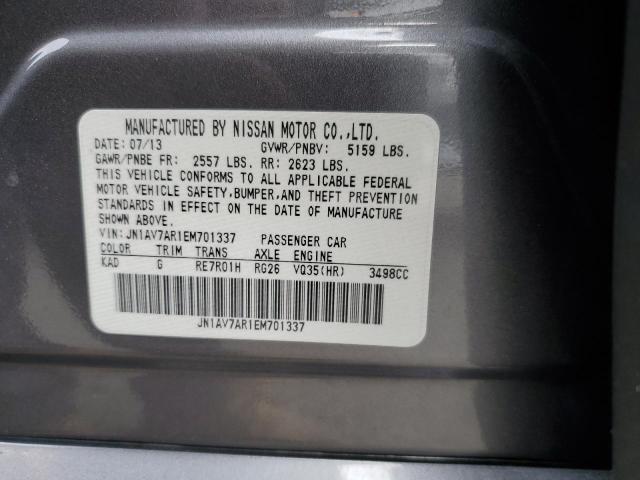 MANUFACTURED BY NISSAN MOTOR CO.,LTD.
DATE: 07/13 GVWR/PNBV: 5159 LBS.
GAWR/PNBE FR: 2557 LBS. RR: 2623 LBS.
THIS VEHICLE CONFORMS TO ALL APPLICABLE FEDERAL
MOTOR VEHICLE SAFETY,BUMPER,AND THEFT PREVENTION
STANDARDS IN EFFECT ON THE DATE OF MANUFACTURE
SHOWN ABOVE.
VIN:JN1AV7AR1EM701337 PASSENGER CAR
COLOR TRIM TRANS AXLE ENGINE
KAD G RE7R01H RG26 VQ35(HR) 3498CC
JN1AV7AR1EM701337